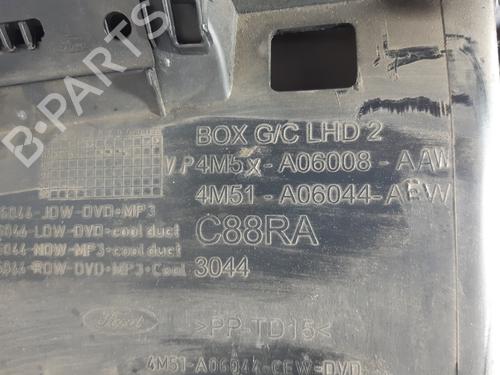 BOX G/C LHD 2
V.P4M5X-A06008-AAW
4M51-A06044-AEW
6044-JDW-DVD+MP3
6044-LDW-DVD+cool duct
C88RA
6044-NDW-MP3+cool duct
6044-RDW-DVD+MP3+Cool
3044
Ford
>PP-TD15<
4M51-A06044-CEW=DVD
B-PARTS